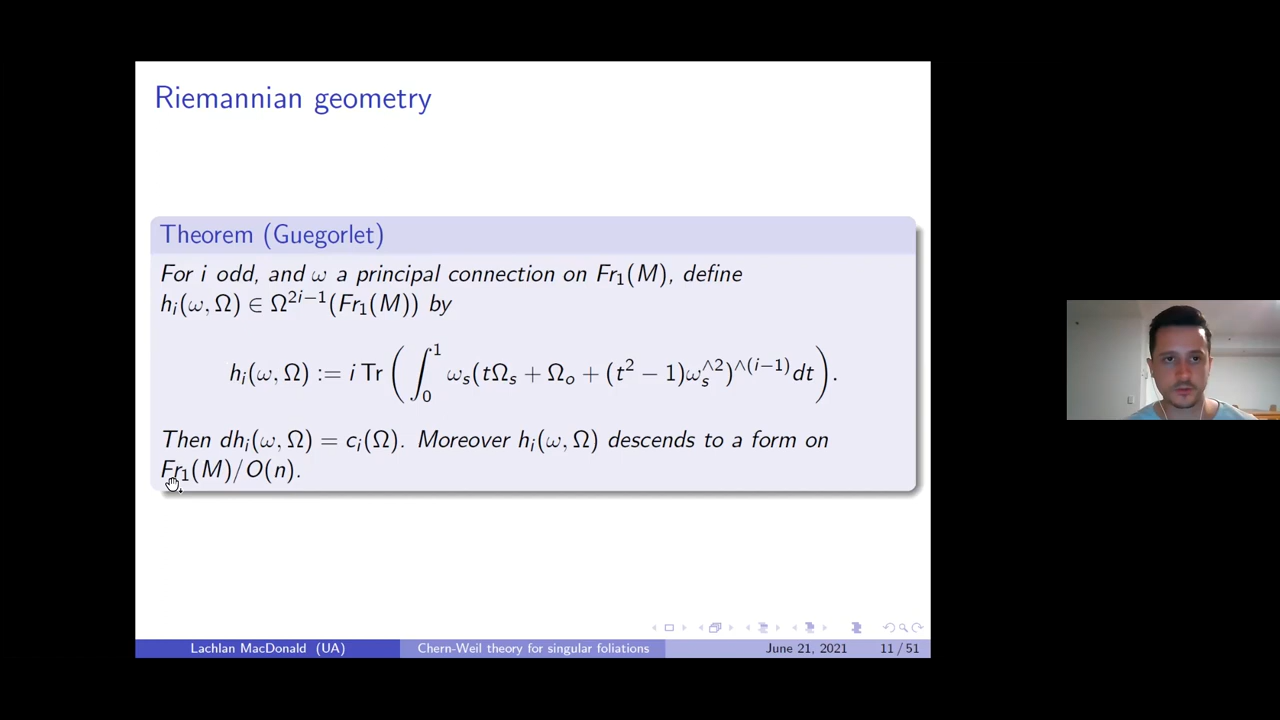 Riemannian geometry
Theorem (Guegorlet)
For i odd, and ω a principal connection on Fr₁(M), define
hᵢ(ω, Ω) ∈ Ω²ⁱ⁻¹(Fr₁(M)) by
hᵢ(ω, Ω) := i Tr ( ∫₀¹ ωₛ(tΩₛ + Ωₒ + (t² − 1)ωₛ^∧2)^∧(i−1) dt ).
Then dhᵢ(ω, Ω) = cᵢ(Ω). Moreover hᵢ(ω, Ω) descends to a form on
Fr₁(M)/O(n).
Lachlan MacDonald (UA) Chern-Weil theory for singular foliations June 21, 2021 11 / 51